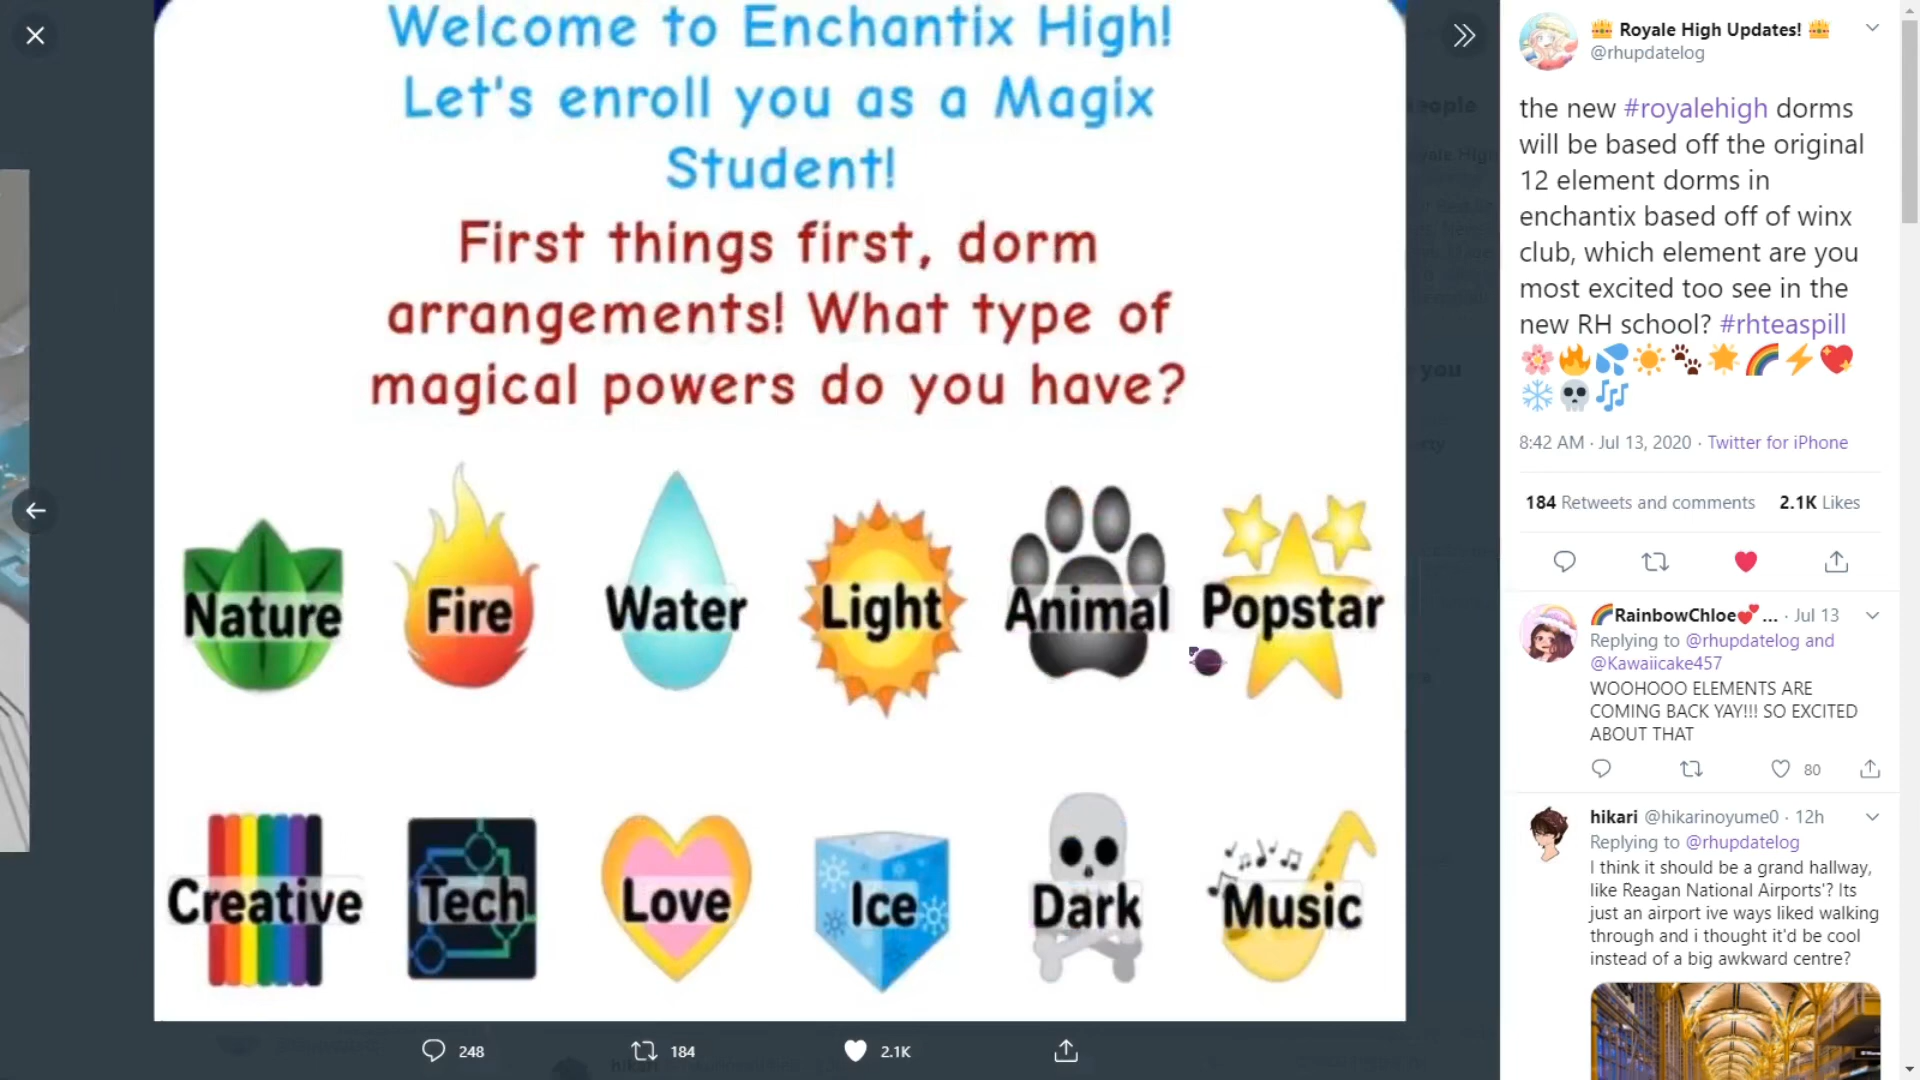 Welcome to Enchantix High!
Let's enroll you as a Magix
Student!
First things first, dorm
arrangements! What type of
magical powers do you have?
Nature
Fire
Water
Light
Animal
Popstar
Creative
Tech
Love
Ice
Dark
Music
248
184
2.1K
Royale High Updates!
@rhupdatelog
the new #royalehigh dorms
will be based off the original
12 element dorms in
enchantix based off of winx
club, which element are you
most excited too see in the
new RH school? #rhteaspill
🌸🔥💦☀️🐾🌟🌈⚡💖
❄️💀🎶
8:42 AM · Jul 13, 2020 · Twitter for iPhone
184 Retweets and comments 2.1K Likes
🌈RainbowChloe💕 ... · Jul 13
Replying to @rhupdatelog and
@Kawaiicake457
WOOHOOO ELEMENTS ARE
COMING BACK YAY!!! SO EXCITED
ABOUT THAT
80
hikari @hikarinoyume0 · 12h
Replying to @rhupdatelog
I think it should be a grand hallway,
like Reagan National Airports'? Its
just an airport ive ways liked walking
through and i thought it'd be cool
instead of a big awkward centre?